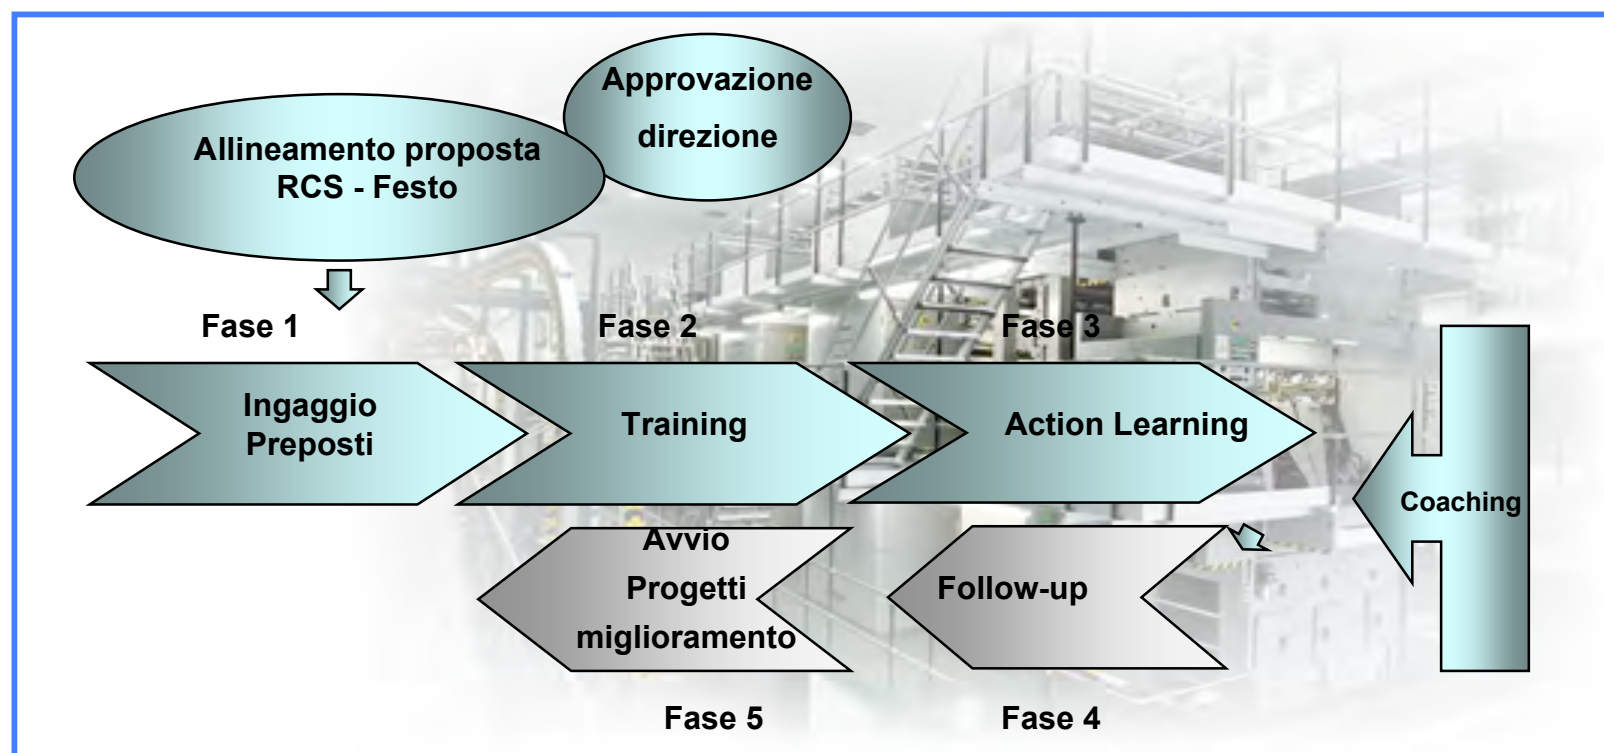 Approvazione
direzione
Allineamento proposta
RCS - Festo
Fase 1
Fase 2
Fase 3
Ingaggio
Preposti
Training
Action Learning
Coaching
Avvio
Progetti
miglioramento
Follow-up
Fase 5
Fase 4